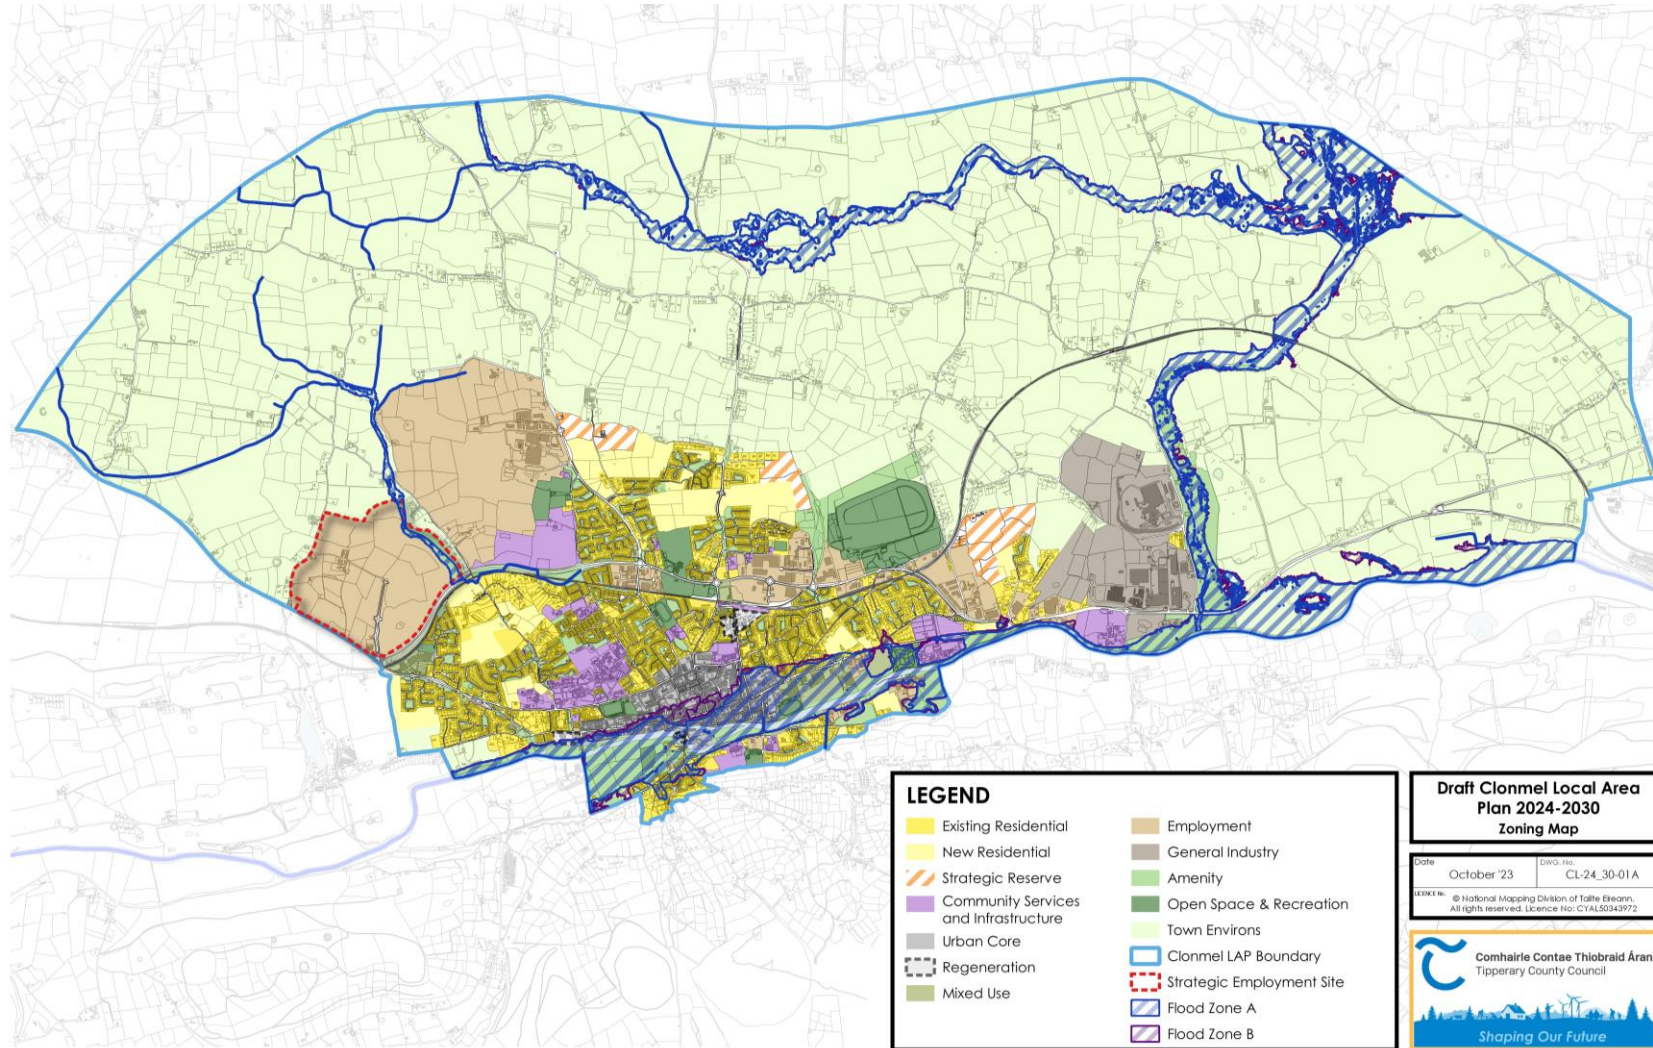 LEGEND
Existing Residential
New Residential
Strategic Reserve
Community Services
and Infrastructure
Urban Core
Regeneration
Mixed Use
Employment
General Industry
Amenity
Open Space & Recreation
Town Environs
Clonmel LAP Boundary
Strategic Employment Site
Flood Zone A
Flood Zone B
Draft Clonmel Local Area
Plan 2024-2030
Zoning Map
Date
October '23
DWG. No.
CL-24_30-01A
LICENCE No.
© National Mapping Division of Tailte Éireann.
All rights reserved. Licence No: CYAL50343972
Comhairle Contae Thiobraid Árann
Tipperary County Council
Shaping Our Future